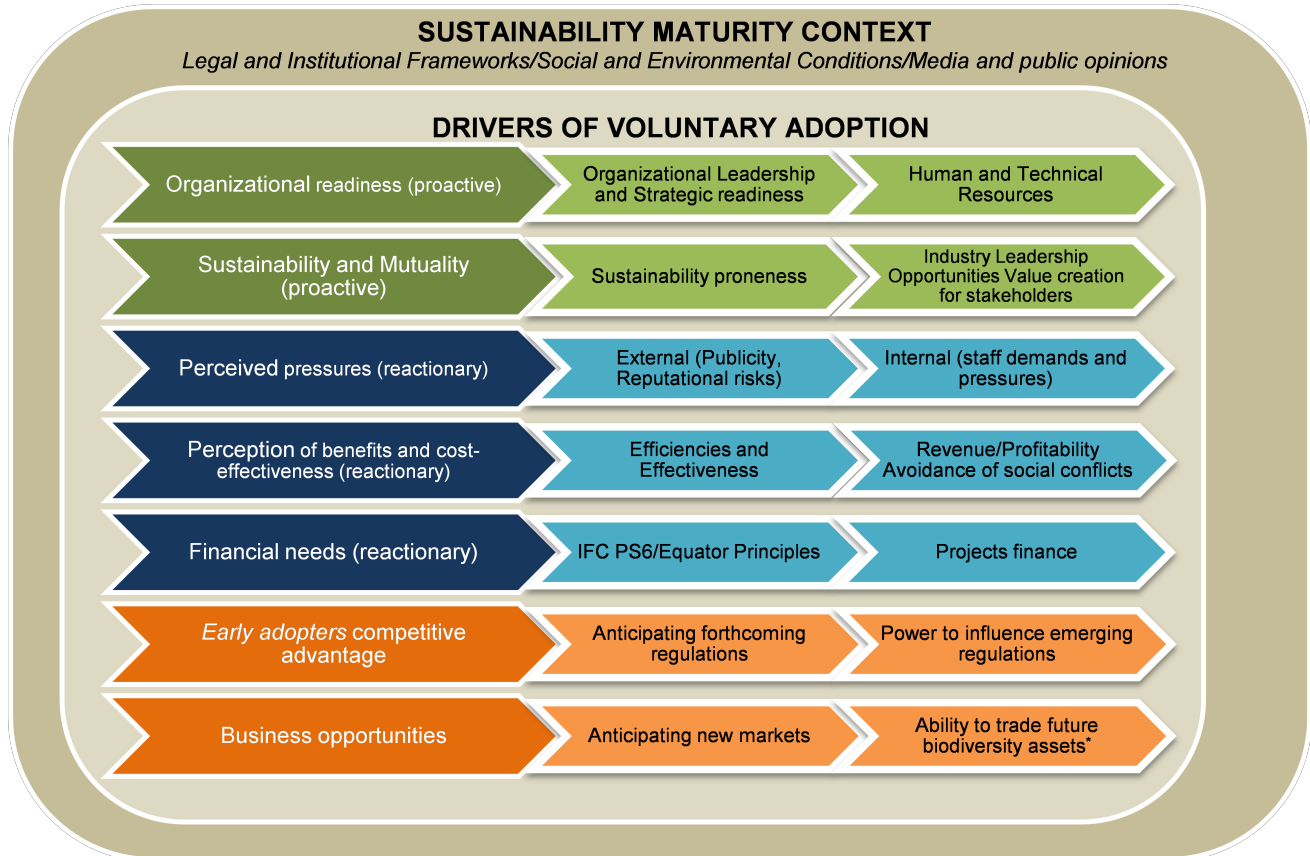 SUSTAINABILITY MATURITY CONTEXT
Legal and Institutional Frameworks/Social and Environmental Conditions/Media and public opinions
DRIVERS OF VOLUNTARY ADOPTION
Organizational readiness (proactive)
Organizational Leadership
and Strategic readiness
Human and Technical
Resources
Sustainability and Mutuality
(proactive)
Sustainability proneness
Industry Leadership
Opportunities Value creation
for stakeholders
Perceived pressures (reactionary)
External (Publicity,
Reputational risks)
Internal (staff demands and
pressures)
Perception of benefits and cost-
effectiveness (reactionary)
Efficiencies and
Effectiveness
Revenue/Profitability
Avoidance of social conflicts
Financial needs (reactionary)
IFC PS6/Equator Principles
Projects finance
Early adopters competitive
advantage
Anticipating forthcoming
regulations
Power to influence emerging
regulations
Business opportunities
Anticipating new markets
Ability to trade future
biodiversity assets*